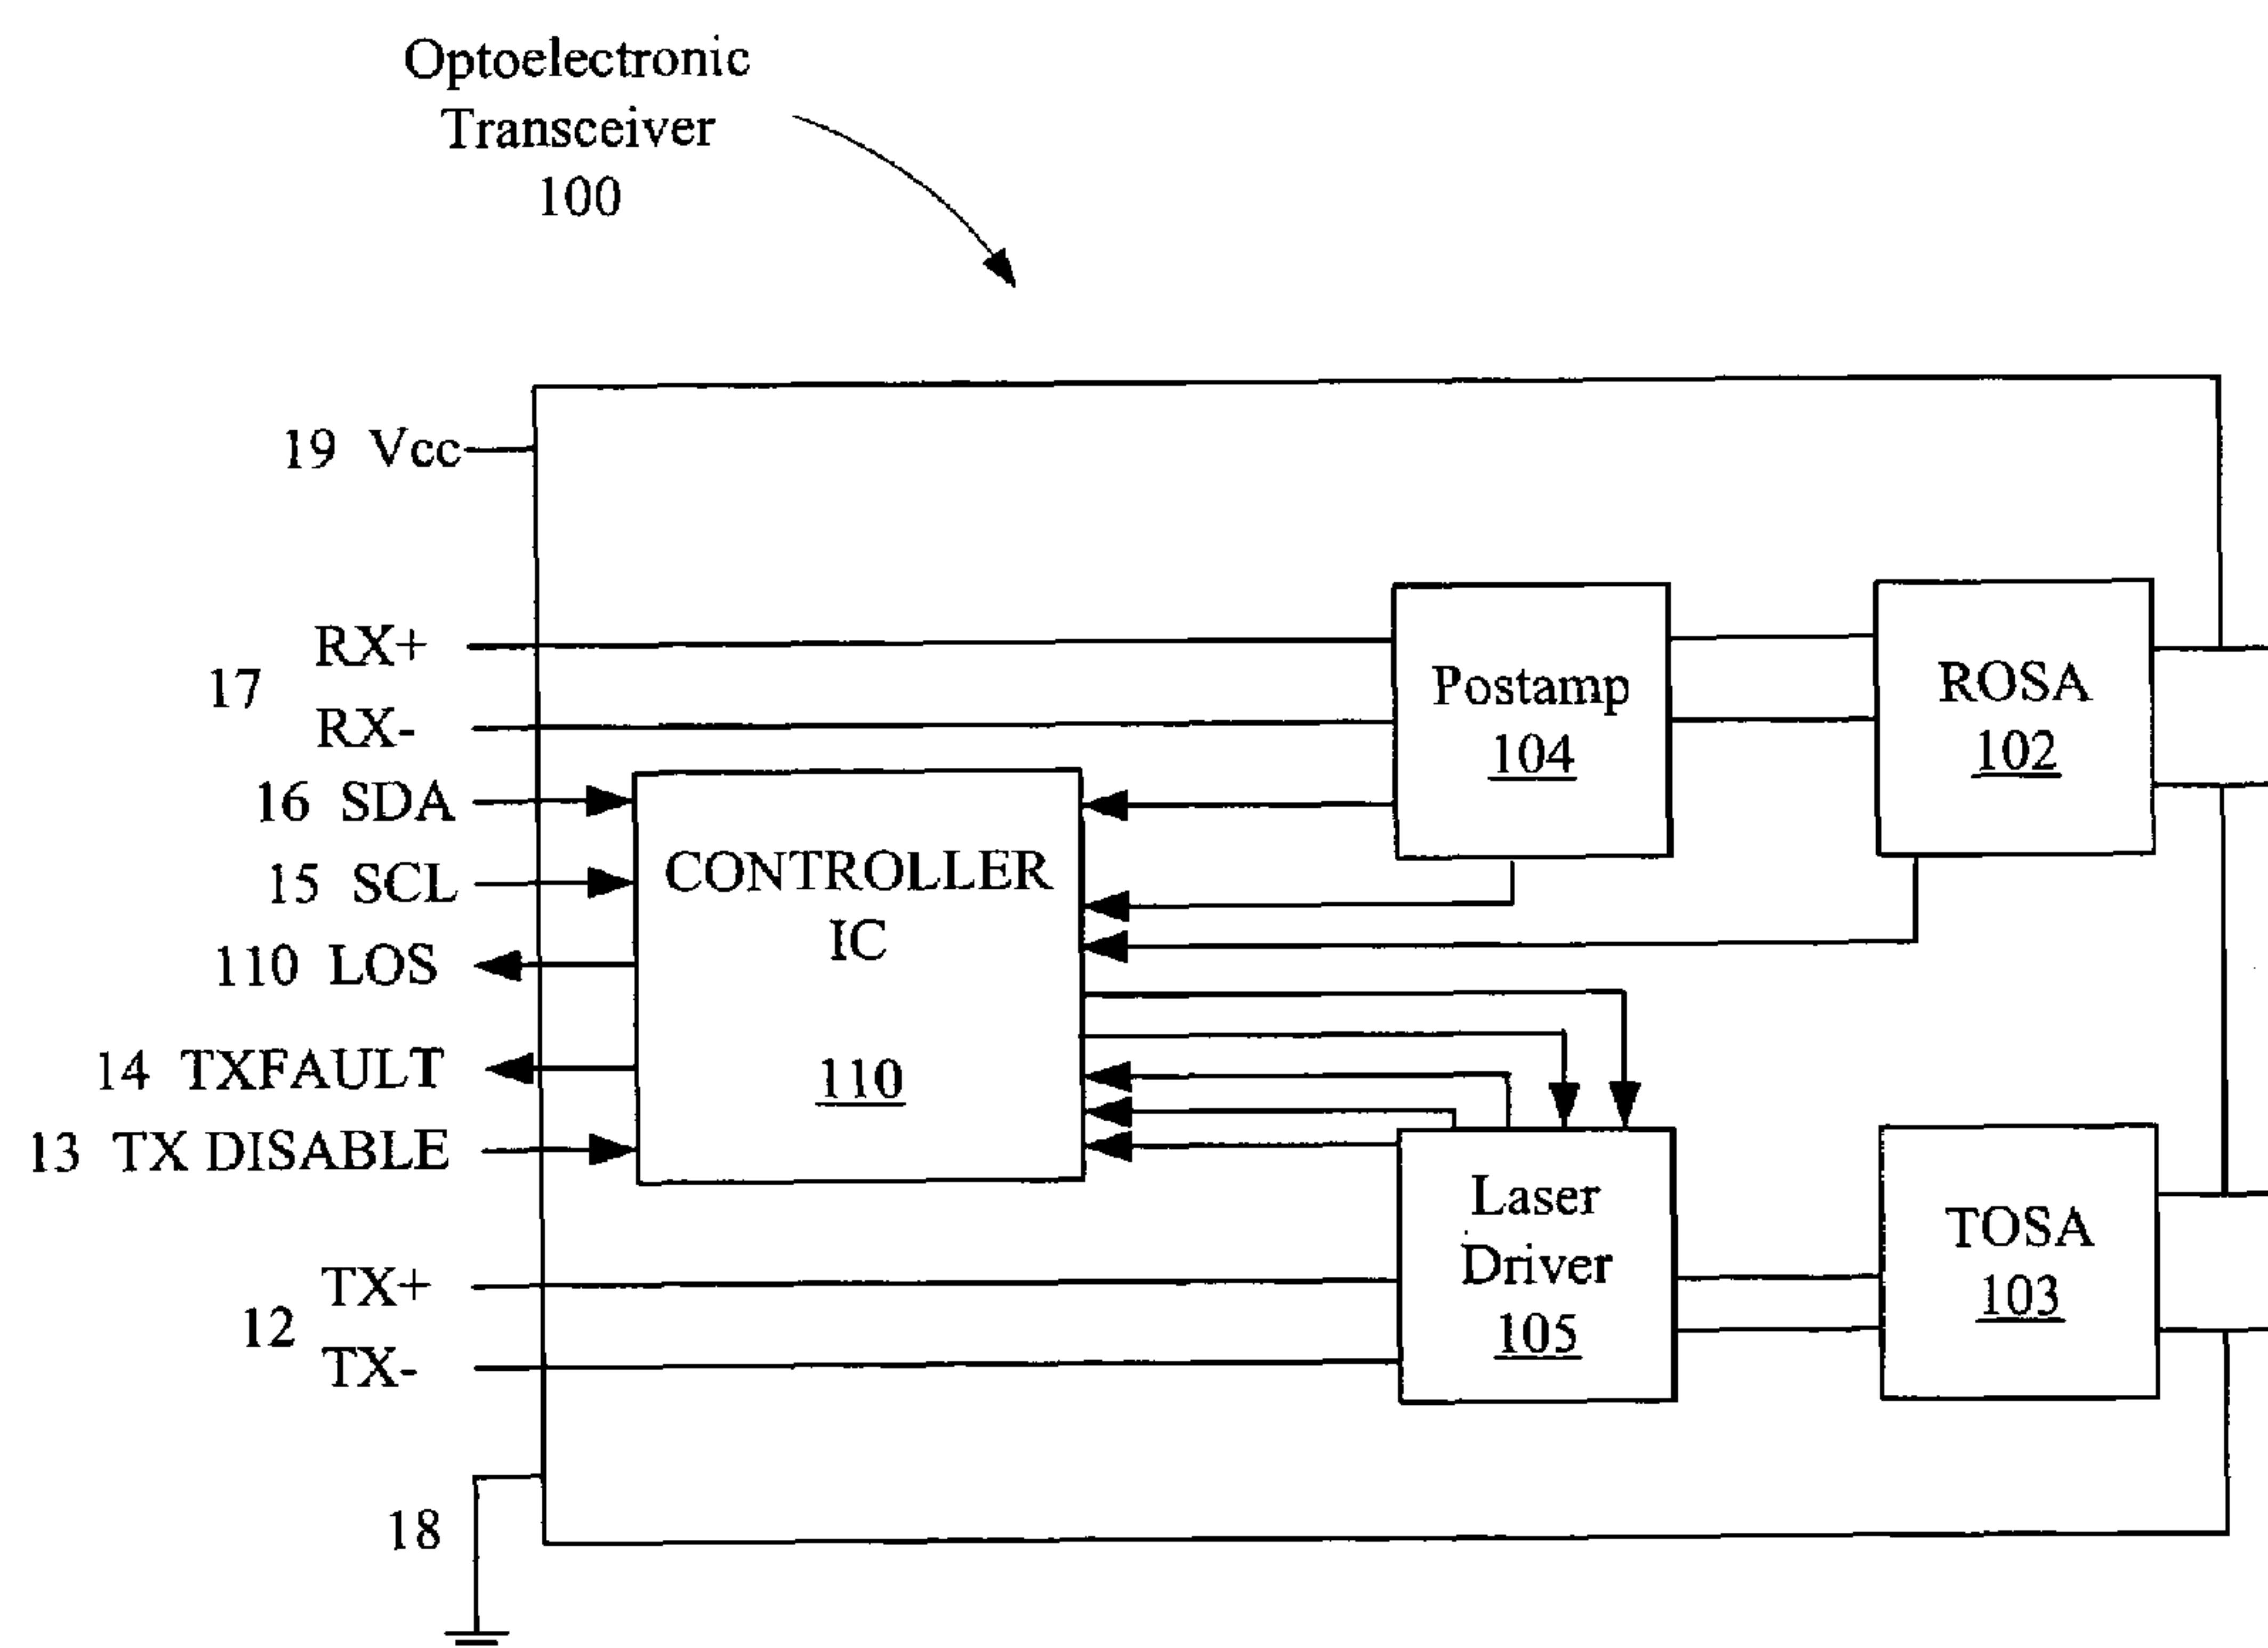 Optoelectronic
Transceiver
100
19 Vcc
RX+
17
RX-
16 SDA
15 SCL
110 LOS
14 TXFAULT
13 TX DISABLE
TX+
12
TX-
18
CONTROLLER
IC
110
Postamp
104
ROSA
102
Laser
Driver
105
TOSA
103